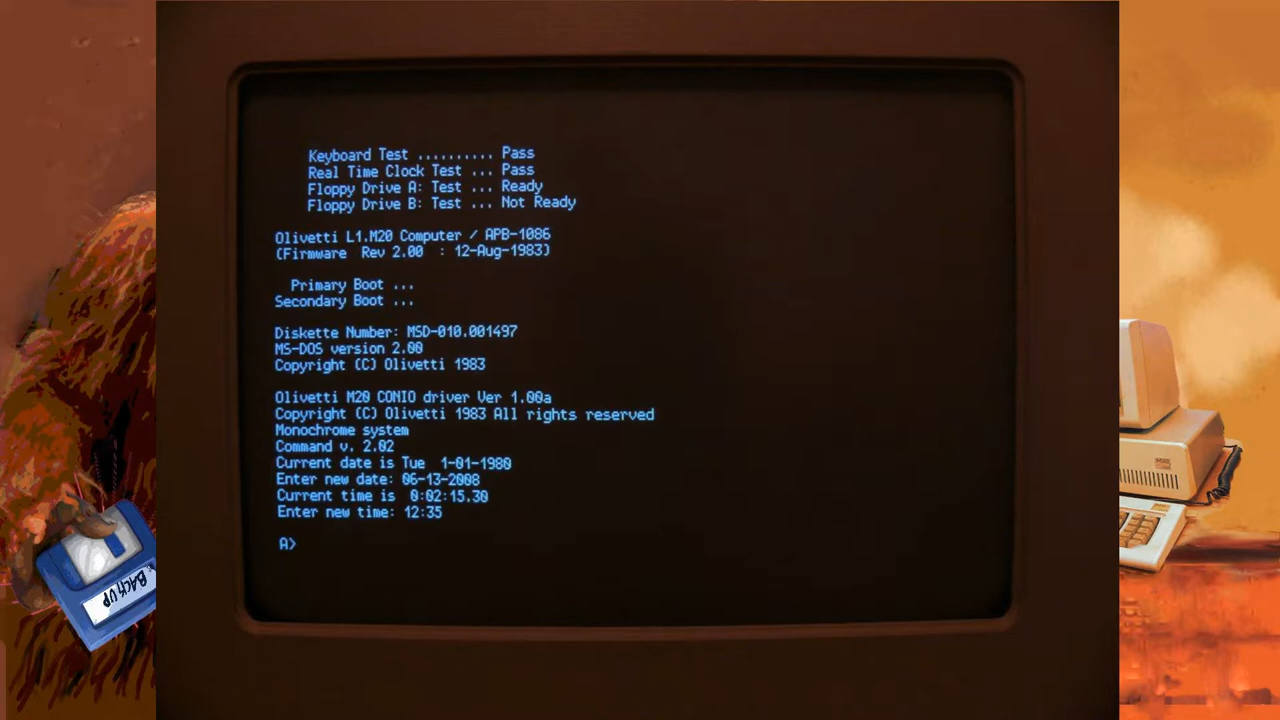 Keyboard Test .......... Pass
Real Time Clock Test ... Pass
Floppy Drive A: Test ... Ready
Floppy Drive B: Test ... Not Ready
Olivetti L1.M20 Computer / APB-1086
(Firmware  Rev 2.00  : 12-Aug-1983)
Primary Boot ...
Secondary Boot ...
Diskette Number: MSD-010.001497
MS-DOS version 2.00
Copyright (C) Olivetti 1983
Olivetti M20 CONIO driver Ver 1.00a
Copyright (C) Olivetti 1983 All rights reserved
Monochrome system
Command v. 2.02
Current date is Tue  1-01-1980
Enter new date: 06-13-2008
Current time is  0:02:15.30
Enter new time: 12:35
A>
BACK UP